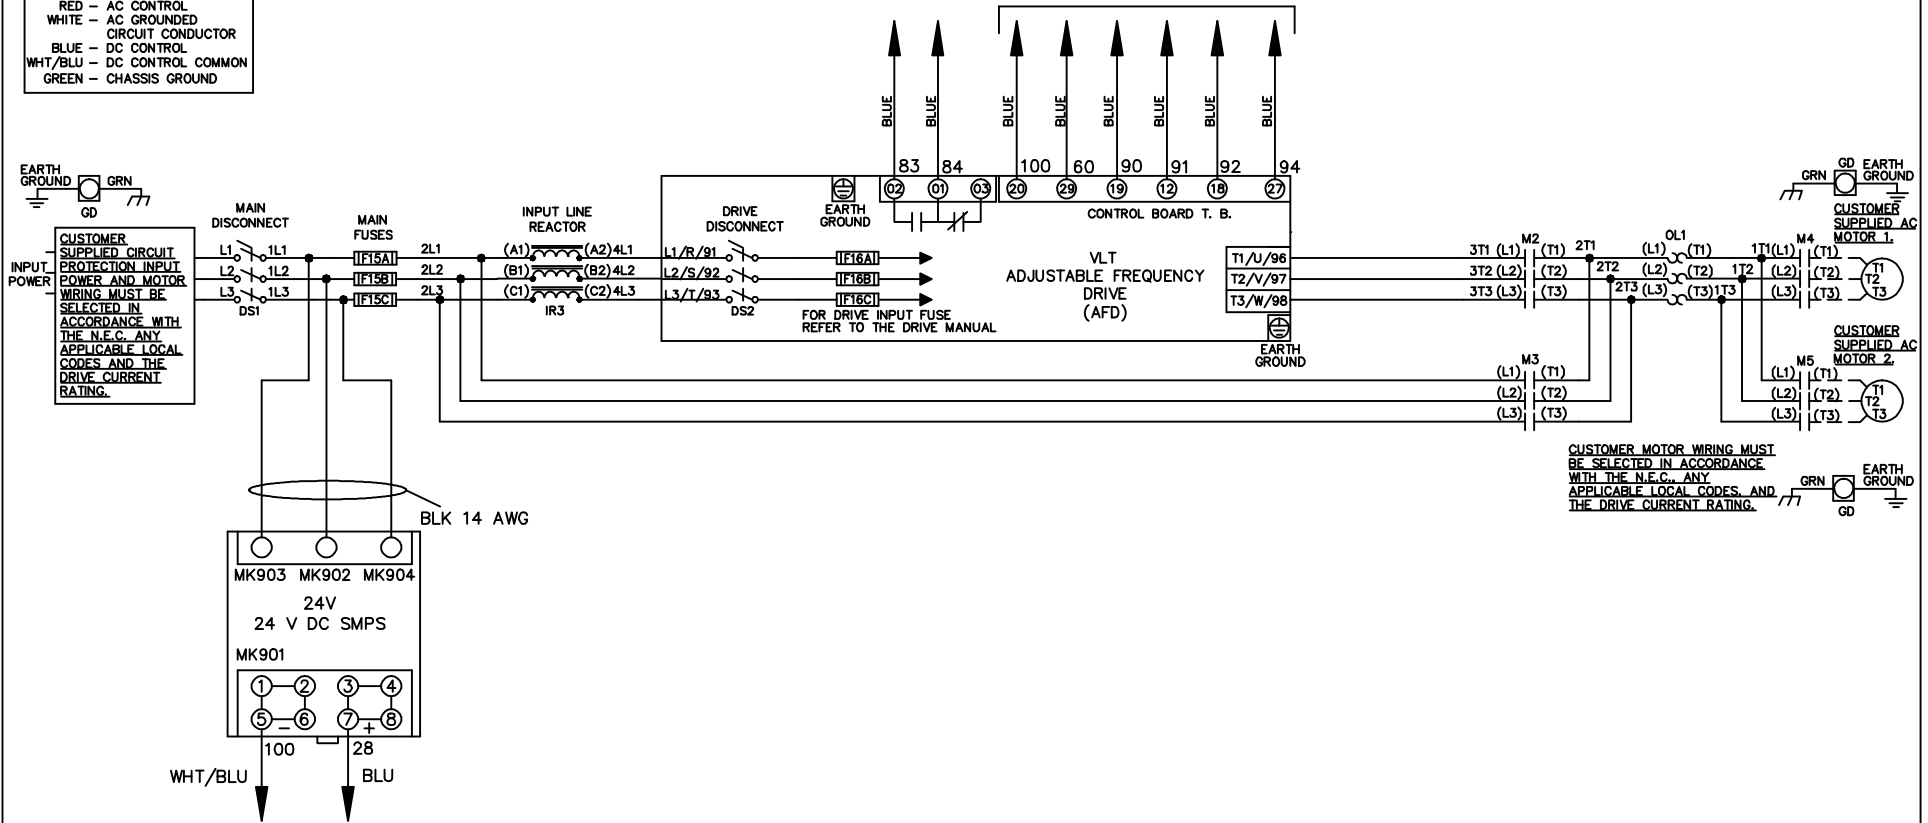 RED – AC CONTROL
WHITE – AC GROUNDED
CIRCUIT CONDUCTOR
BLUE – DC CONTROL
WHT/BLU – DC CONTROL COMMON
GREEN – CHASSIS GROUND
BLUE BLUE BLUE BLUE BLUE BLUE BLUE BLUE
83 84 100 60 90 91 92 94
02 01 03 20 29 19 12 18 27
CONTROL BOARD T. B.
EARTH
GROUND
GRN
GD
INPUT
POWER
CUSTOMER
SUPPLIED CIRCUIT
PROTECTION INPUT
POWER AND MOTOR
WIRING MUST BE
SELECTED IN
ACCORDANCE WITH
THE N.E.C. ANY
APPLICABLE LOCAL
CODES AND THE
DRIVE CURRENT
RATING.
MAIN
DISCONNECT
L1 1L1
L2 1L2
L3 1L3
DS1
MAIN
FUSES
F15A
F15B
F15C
2L1
2L2
2L3
INPUT LINE
REACTOR
(A1) (A2) 4L1
(B1) (B2) 4L2
(C1) (C2) 4L3
IR3
L1/R/91
L2/S/92
L3/T/93
DRIVE
DISCONNECT
DS2
EARTH
GROUND
F16A
F16B
F16C
FOR DRIVE INPUT FUSE
REFER TO THE DRIVE MANUAL
VLT
ADJUSTABLE FREQUENCY
DRIVE
(AFD)
T1/U/96
T2/V/97
T3/W/98
EARTH
GROUND
M2
3T1 (L1) (T1) 2T1
3T2 (L2) (T2) 2T2
3T3 (L3) (T3) 2T3
M3
(L1) (T1)
(L2) (T2)
(L3) (T3)
OL1
(L1) (T1) 1T1
(L2) (T2) 1T2
(L3) (T3) 1T3
M4
(L1) (T1)
(L2) (T2)
(L3) (T3)
T1
T2
T3
GD
GRN
EARTH
GROUND
CUSTOMER
SUPPLIED AC
MOTOR 1.
CUSTOMER
SUPPLIED AC
MOTOR 2.
M5
(L1) (T1)
(L2) (T2)
(L3) (T3)
T1
T2
T3
CUSTOMER MOTOR WIRING MUST
BE SELECTED IN ACCORDANCE
WITH THE N.E.C., ANY
APPLICABLE LOCAL CODES, AND
THE DRIVE CURRENT RATING.
GRN
GD
EARTH
GROUND
BLK 14 AWG
MK903 MK902 MK904
24V
24 V DC SMPS
MK901
1 2 3 4
5 – 6 7 + 8
100 28
WHT/BLU BLU